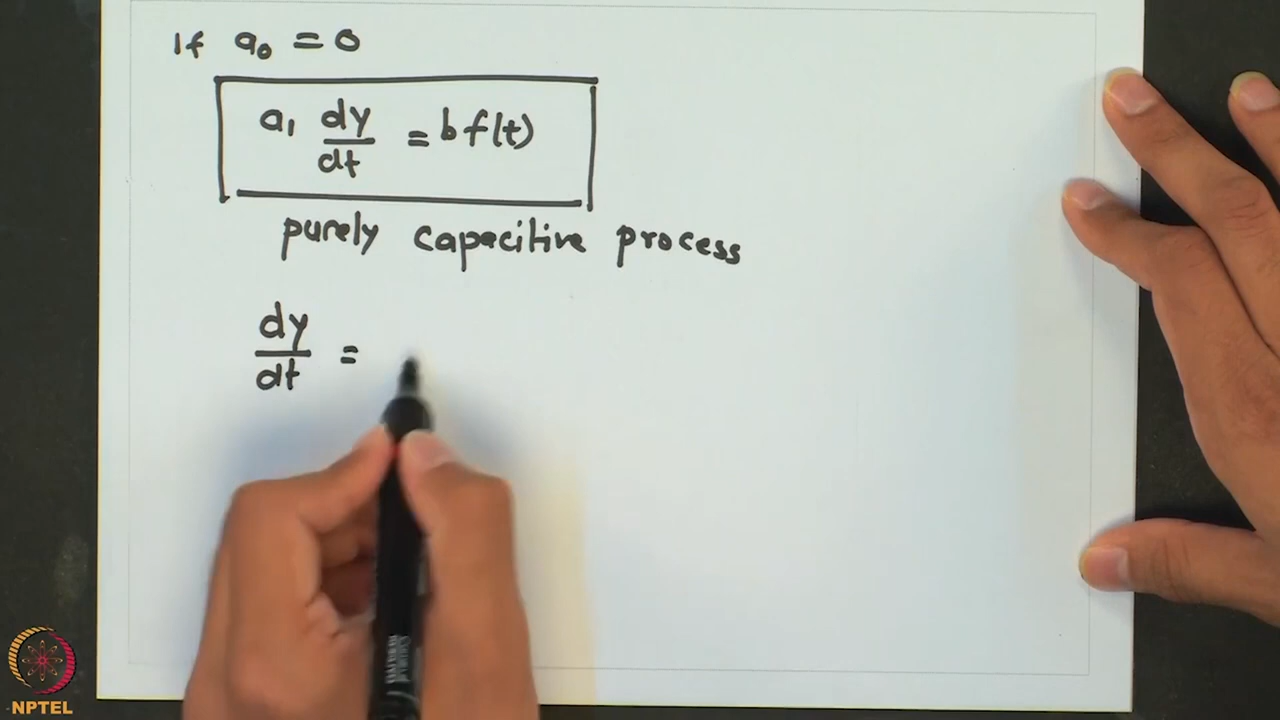 If a₀ = 0
a₁ dy/dt = b f(t)
purely capacitive process
dy/dt =
NPTEL